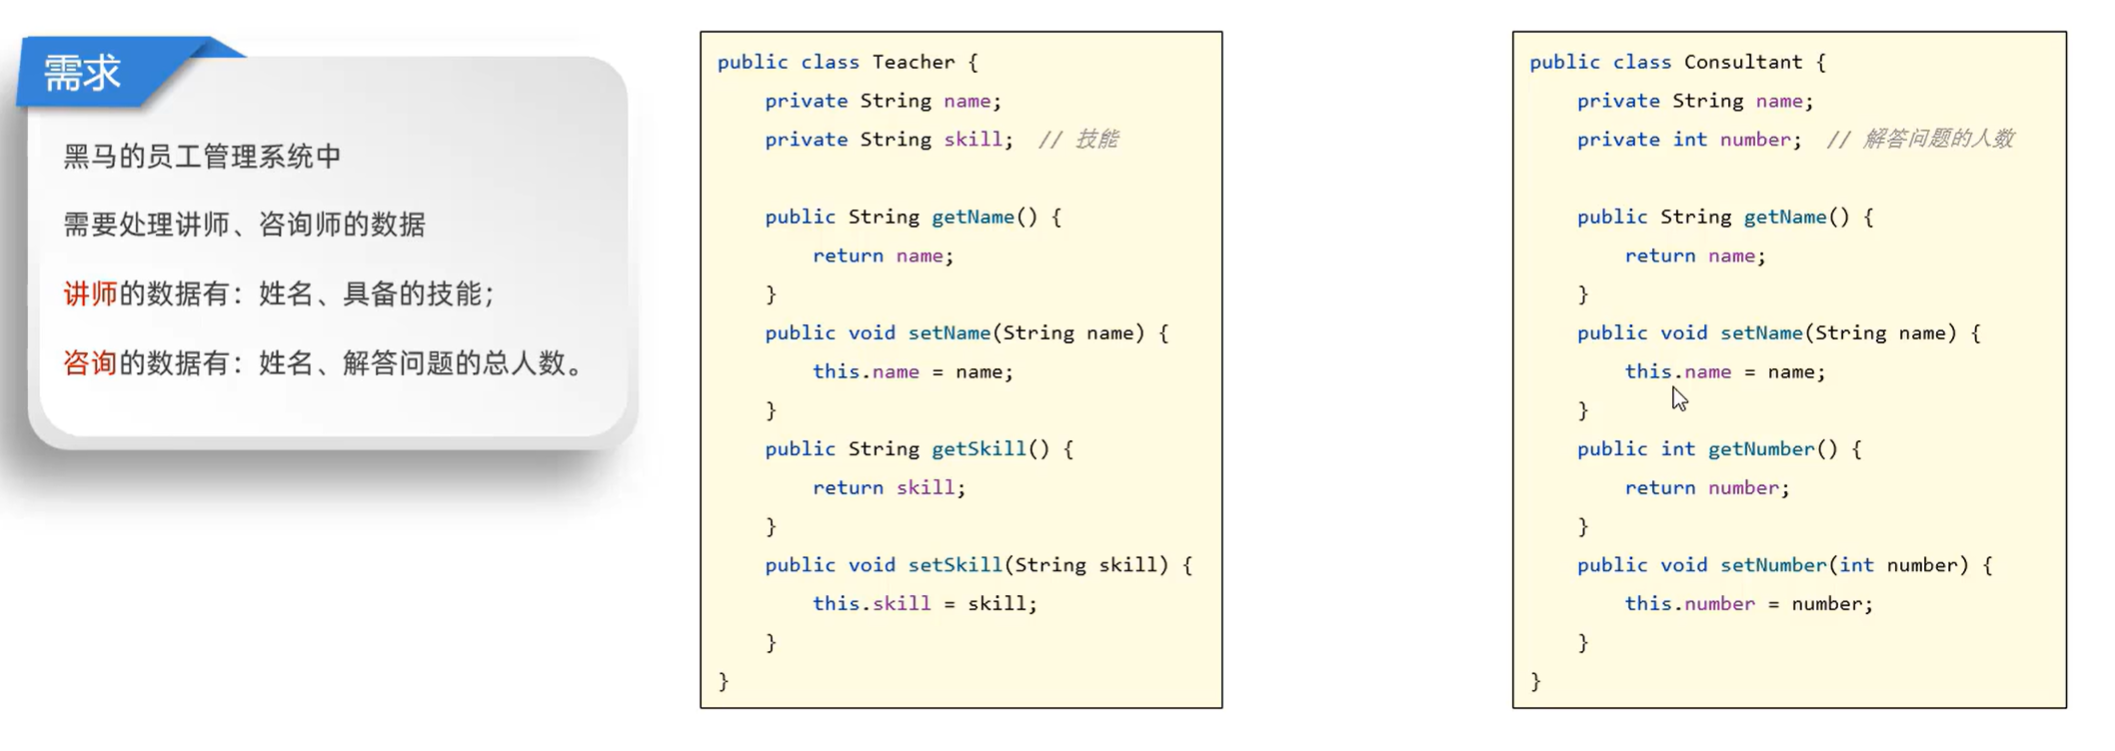 需求
黑马的员工管理系统中
需要处理讲师、咨询师的数据
讲师的数据有：姓名、具备的技能；
咨询的数据有：姓名、解答问题的总人数。
public class Teacher {
    private String name;
    private String skill;  // 技能
    public String getName() {
        return name;
    }
    public void setName(String name) {
        this.name = name;
    }
    public String getSkill() {
        return skill;
    }
    public void setSkill(String skill) {
        this.skill = skill;
    }
}
public class Consultant {
    private String name;
    private int number;  // 解答问题的人数
    public String getName() {
        return name;
    }
    public void setName(String name) {
        this.name = name;
    }
    public int getNumber() {
        return number;
    }
    public void setNumber(int number) {
        this.number = number;
    }
}